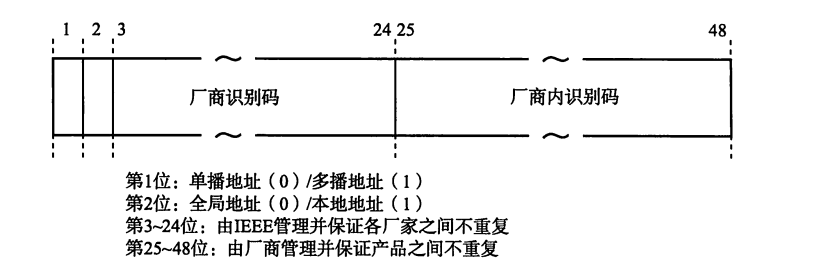 1 2 3 24 25 48
厂商识别码 厂商内识别码
第1位：单播地址（0）/多播地址（1）
第2位：全局地址（0）/本地地址（1）
第3~24位：由IEEE管理并保证各厂家之间不重复
第25~48位：由厂商管理并保证产品之间不重复